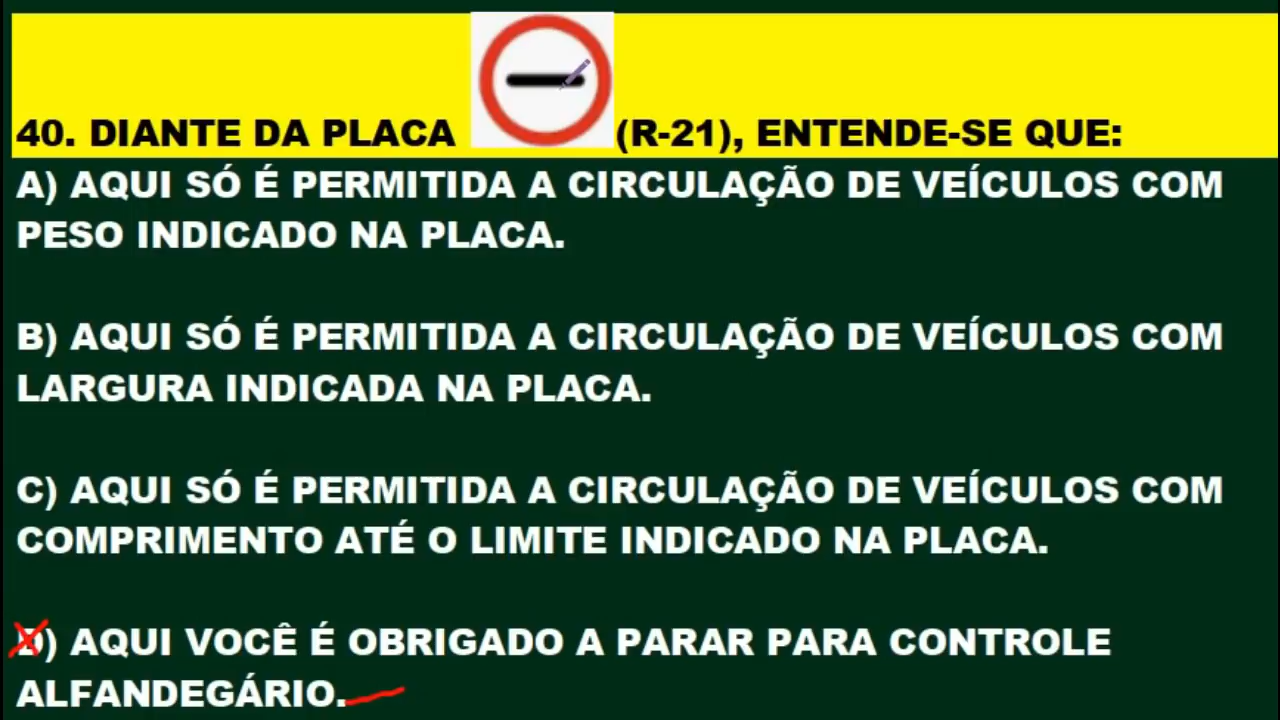 40. DIANTE DA PLACA (R-21), ENTENDE-SE QUE:
A) AQUI SÓ É PERMITIDA A CIRCULAÇÃO DE VEÍCULOS COM
PESO INDICADO NA PLACA.
B) AQUI SÓ É PERMITIDA A CIRCULAÇÃO DE VEÍCULOS COM
LARGURA INDICADA NA PLACA.
C) AQUI SÓ É PERMITIDA A CIRCULAÇÃO DE VEÍCULOS COM
COMPRIMENTO ATÉ O LIMITE INDICADO NA PLACA.
D) AQUI VOCÊ É OBRIGADO A PARAR PARA CONTROLE
ALFANDEGÁRIO.